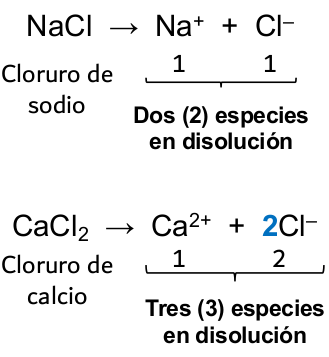 NaCl → Na⁺ + Cl⁻
Cloruro de
sodio
1 1
Dos (2) especies
en disolución
CaCl₂ → Ca²⁺ + 2Cl⁻
Cloruro de
calcio
1 2
Tres (3) especies
en disolución